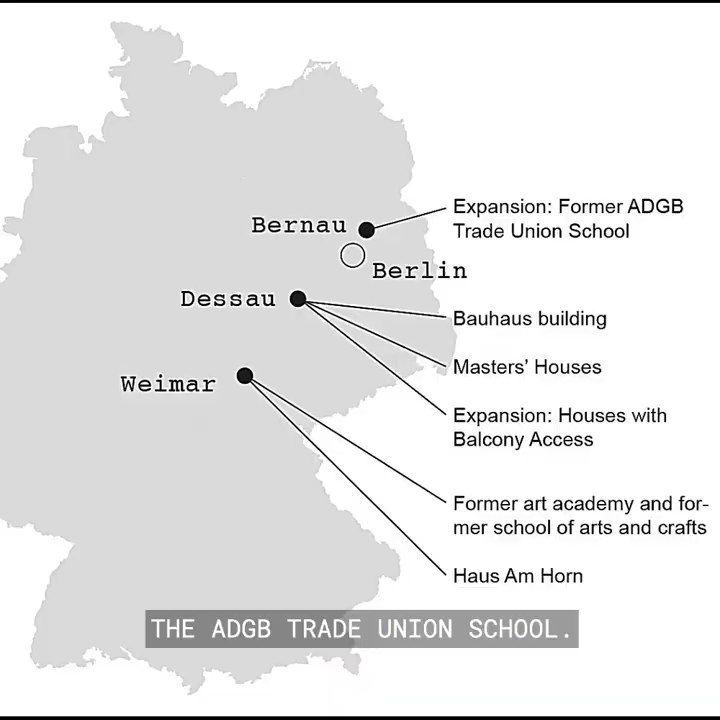 Bernau
Expansion: Former ADGB
Trade Union School
Berlin
Dessau
Bauhaus building
Masters' Houses
Expansion: Houses with
Balcony Access
Weimar
Former art academy and for-
mer school of arts and crafts
Haus Am Horn
THE ADGB TRADE UNION SCHOOL.